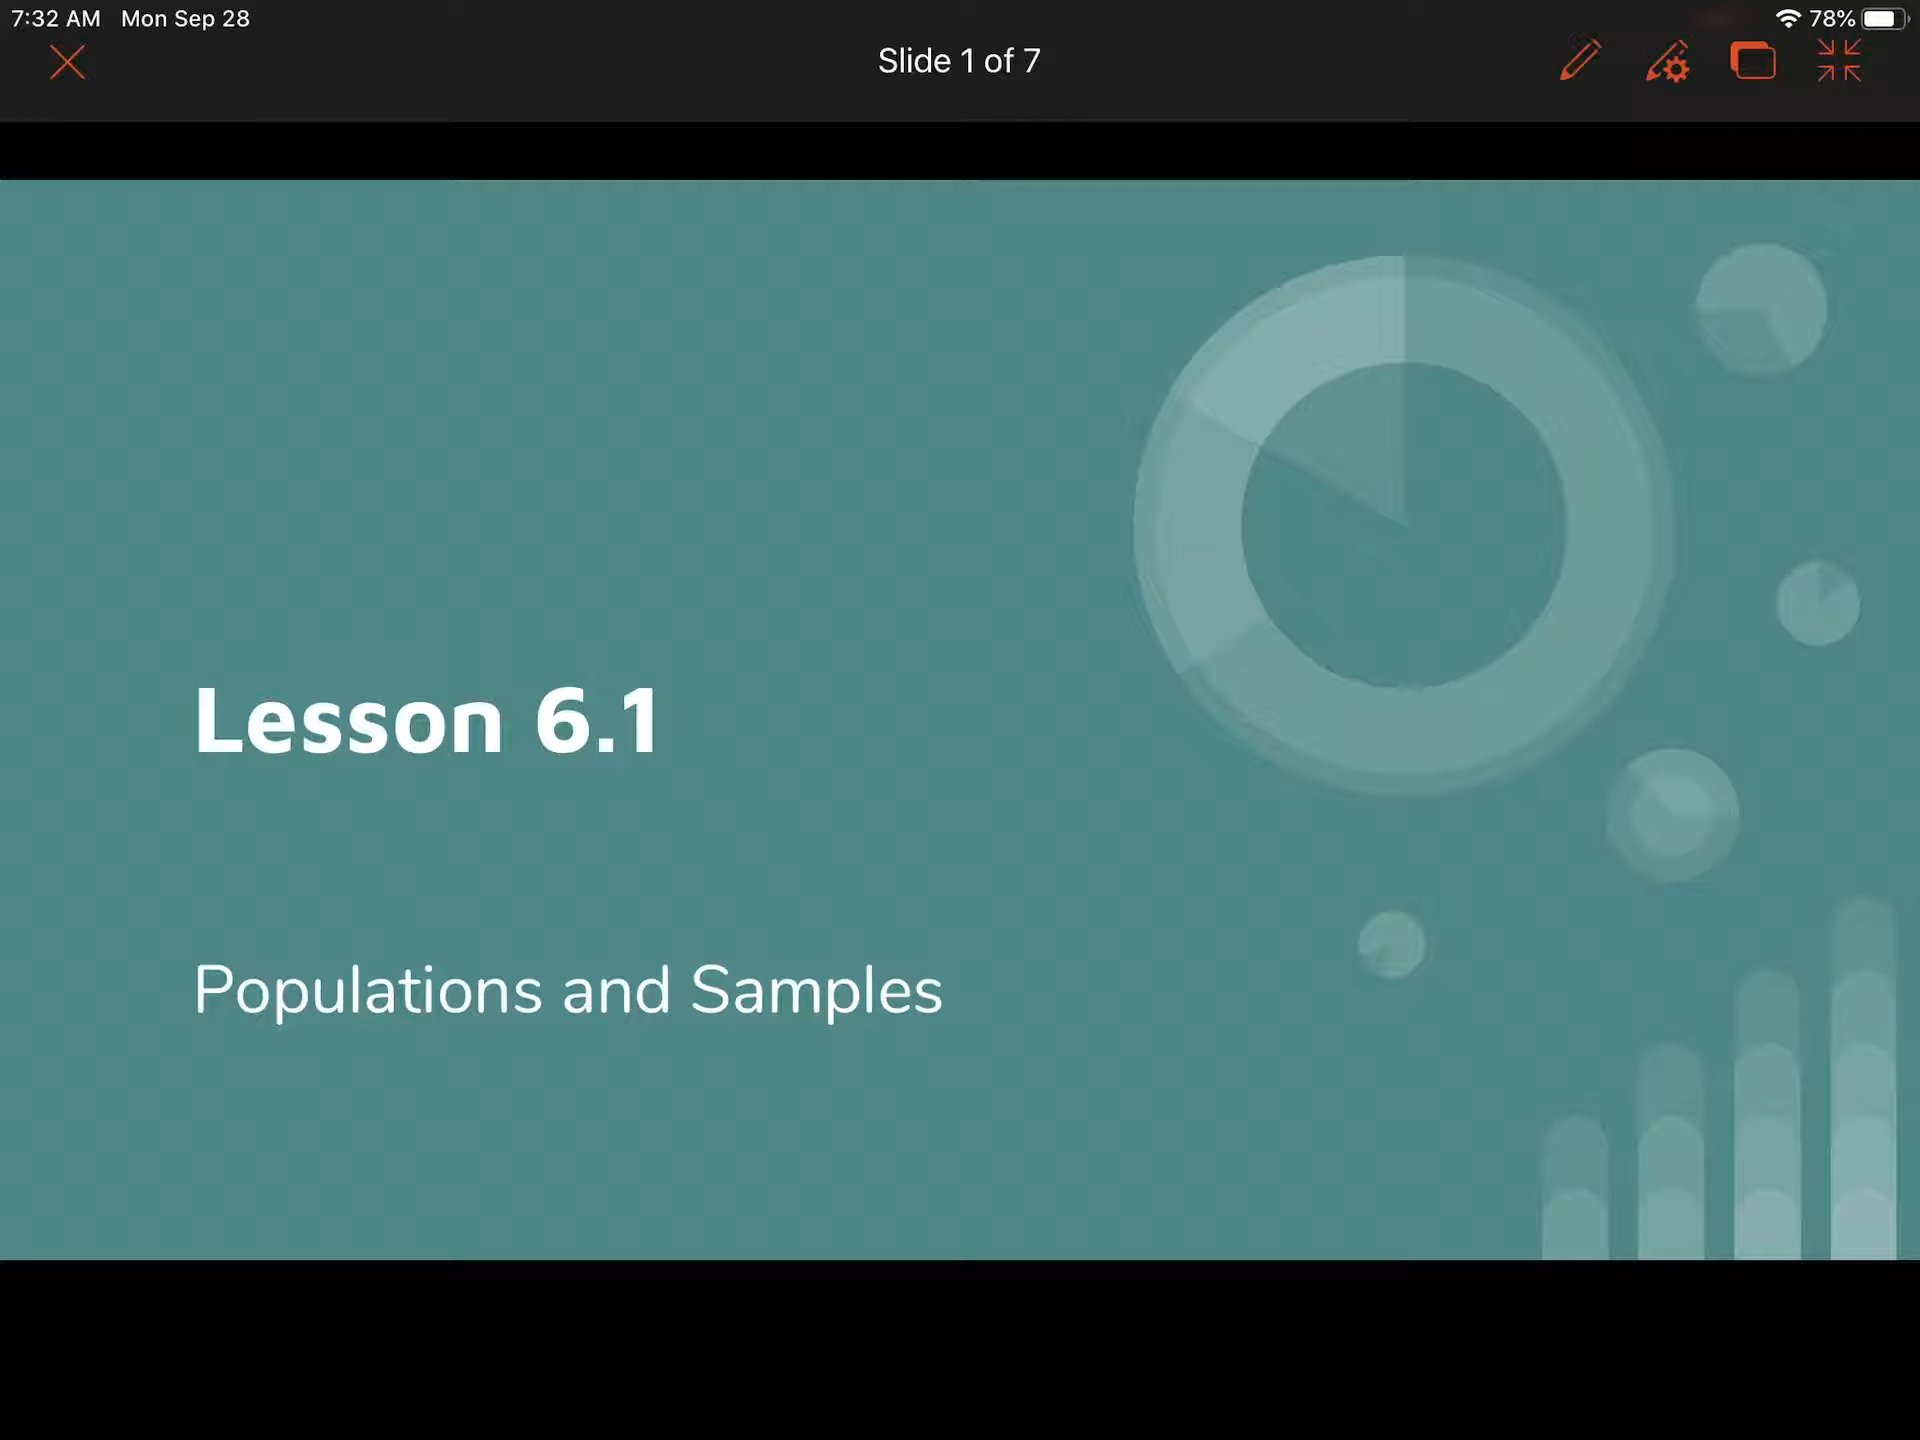 7:32 AM Mon Sep 28
78%
Slide 1 of 7
Lesson 6.1
Populations and Samples